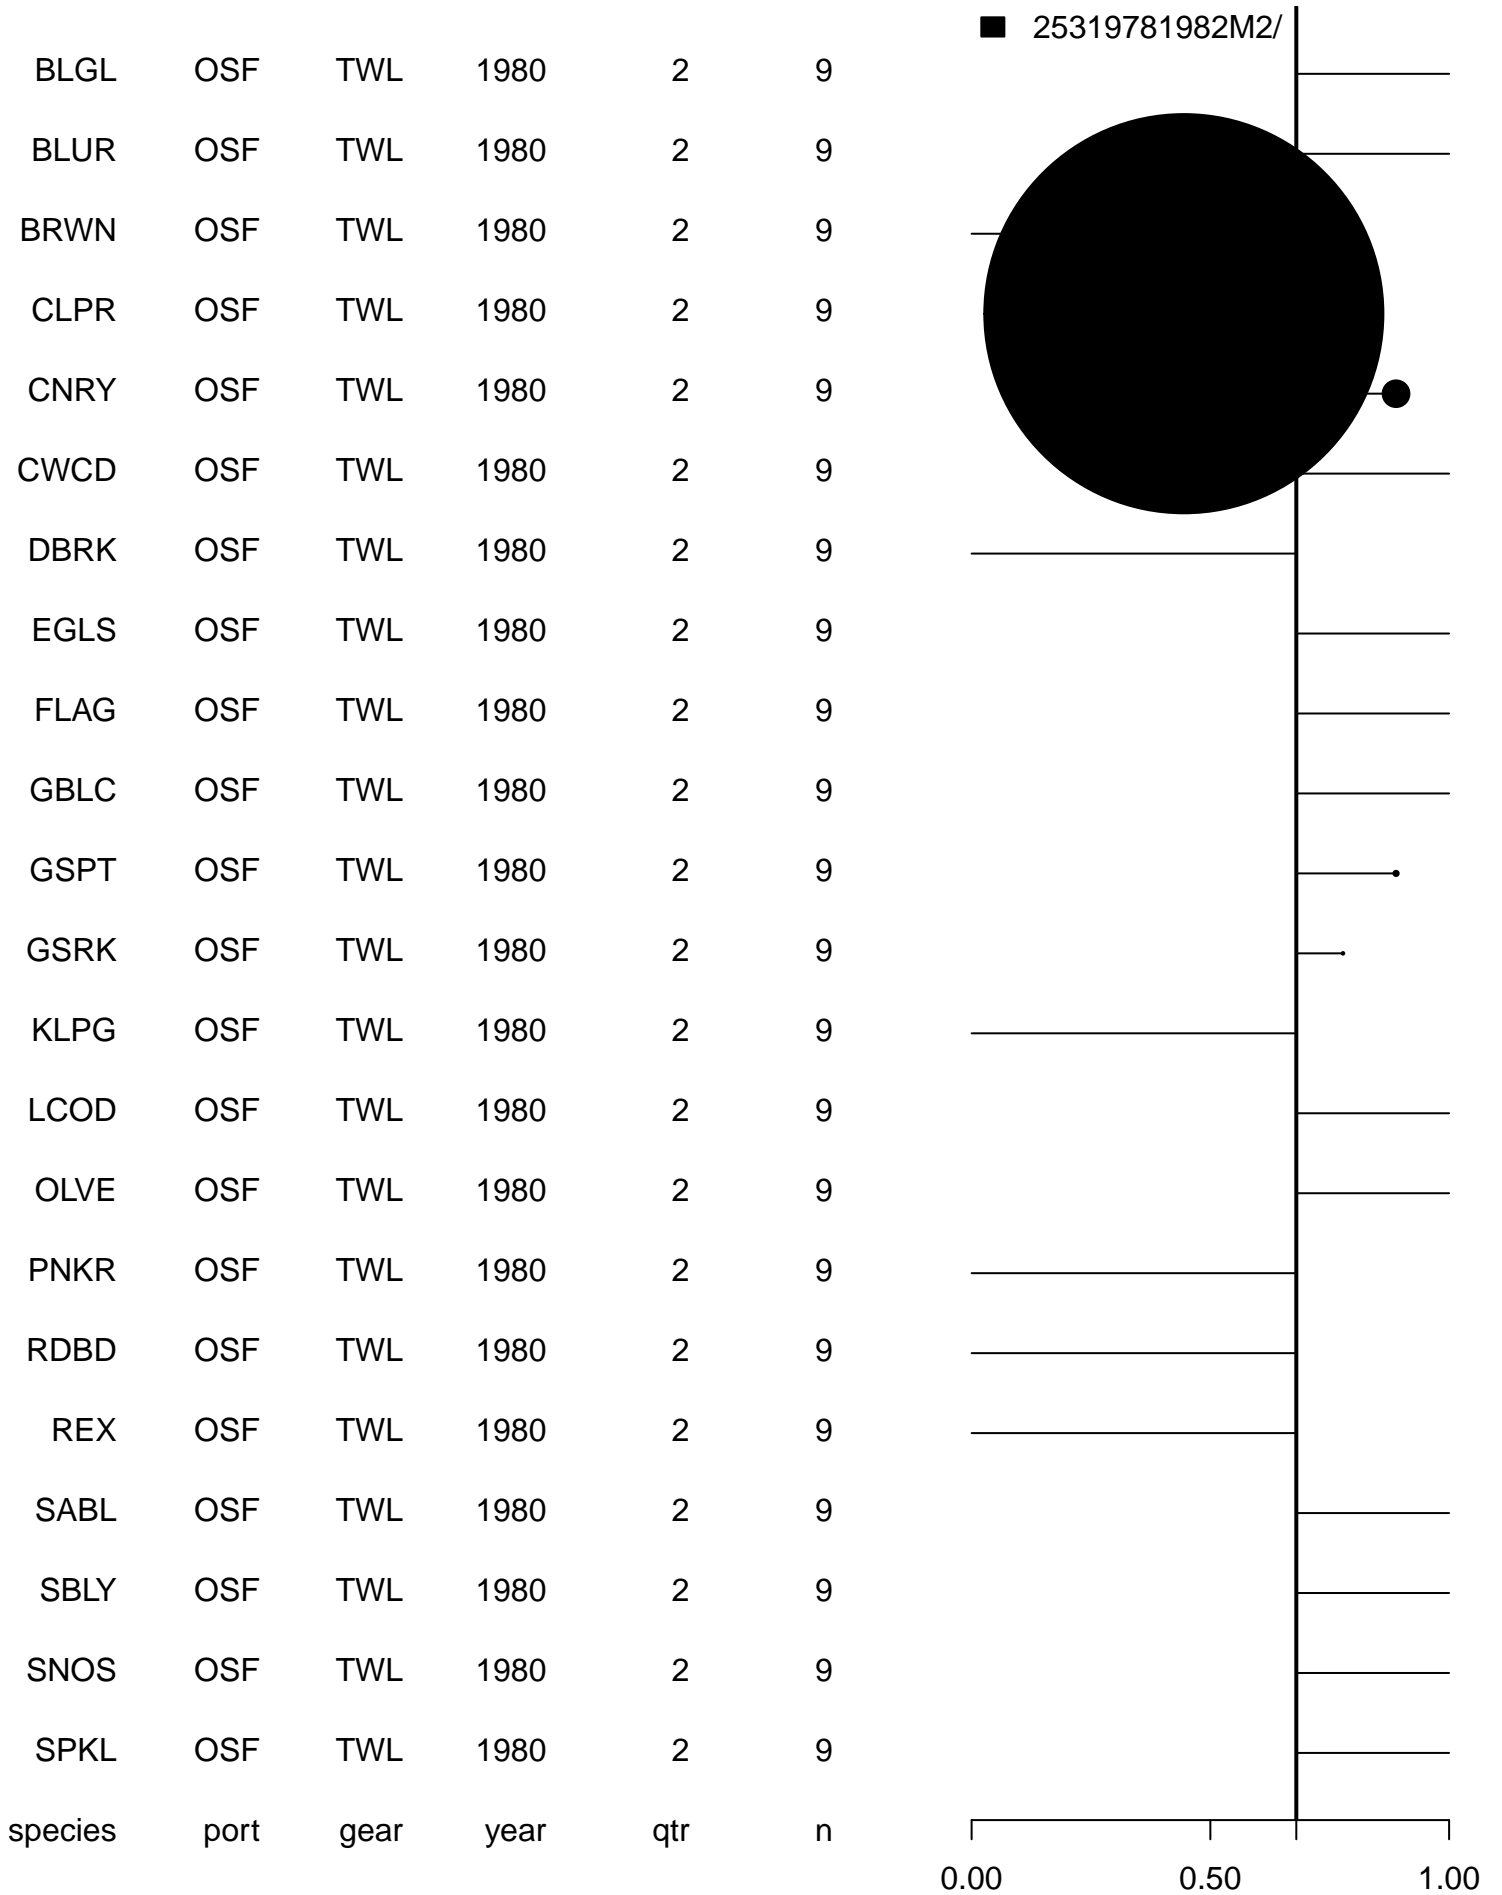 25319781982M2/
BLGL OSF TWL 1980 2 9
BLUR OSF TWL 1980 2 9
BRWN OSF TWL 1980 2 9
CLPR OSF TWL 1980 2 9
CNRY OSF TWL 1980 2 9
CWCD OSF TWL 1980 2 9
DBRK OSF TWL 1980 2 9
EGLS OSF TWL 1980 2 9
FLAG OSF TWL 1980 2 9
GBLC OSF TWL 1980 2 9
GSPT OSF TWL 1980 2 9
GSRK OSF TWL 1980 2 9
KLPG OSF TWL 1980 2 9
LCOD OSF TWL 1980 2 9
OLVE OSF TWL 1980 2 9
PNKR OSF TWL 1980 2 9
RDBD OSF TWL 1980 2 9
REX OSF TWL 1980 2 9
SABL OSF TWL 1980 2 9
SBLY OSF TWL 1980 2 9
SNOS OSF TWL 1980 2 9
SPKL OSF TWL 1980 2 9
species port gear year qtr n
0.00 0.50 1.00